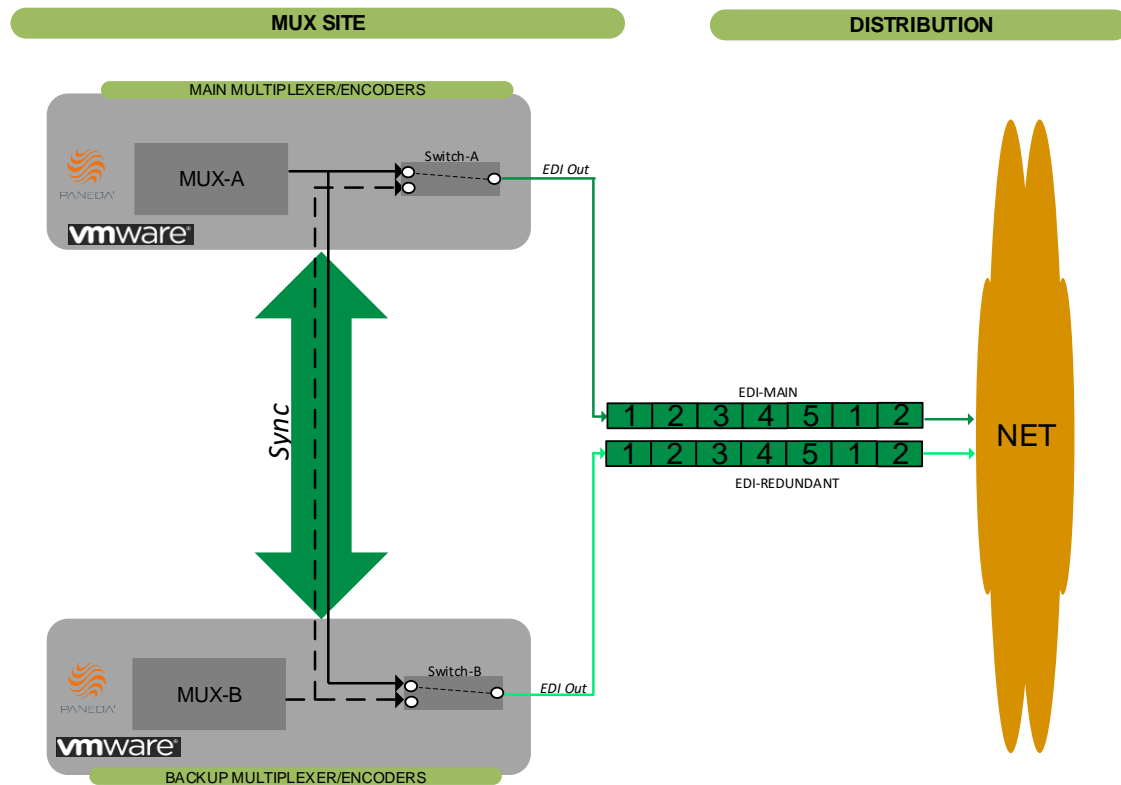 MUX SITE
DISTRIBUTION
MAIN MULTIPLEXER/ENCODERS
MUX-A
Switch-A
EDI Out
PANEDA
vmware®
Sync
EDI-MAIN
1 2 3 4 5 1 2
1 2 3 4 5 1 2
EDI-REDUNDANT
NET
MUX-B
Switch-B
EDI Out
PANEDA
vmware®
BACKUP MULTIPLEXER/ENCODERS